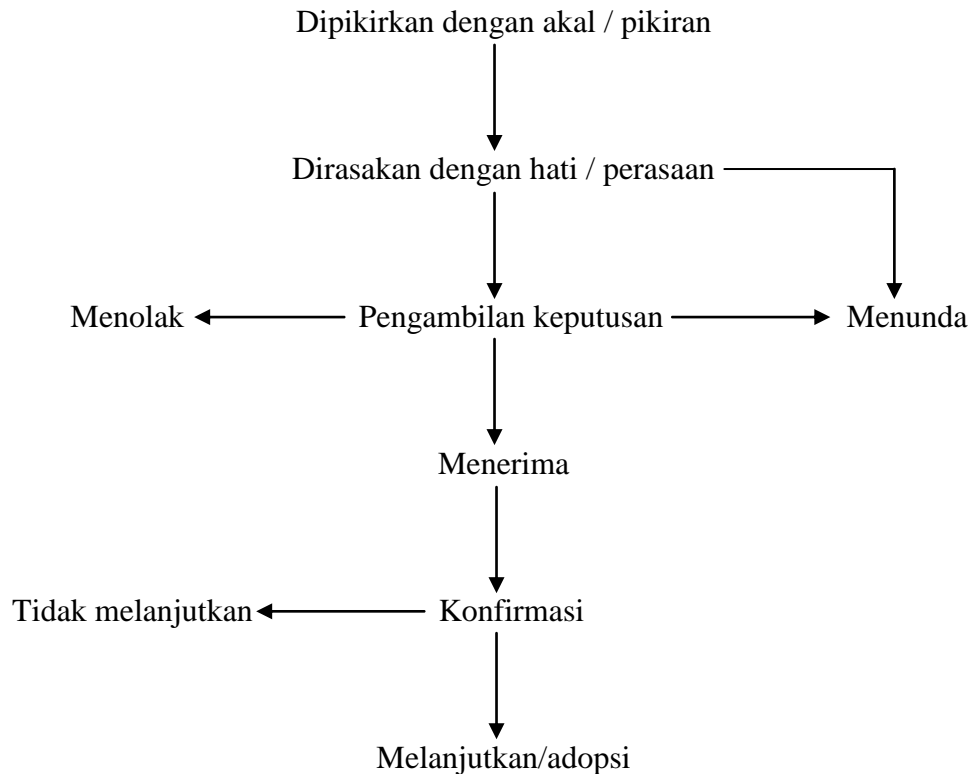 Dipikirkan dengan akal / pikiran
Dirasakan dengan hati / perasaan
Menolak
Pengambilan keputusan
Menunda
Menerima
Tidak melanjutkan
Konfirmasi
Melanjutkan/adopsi